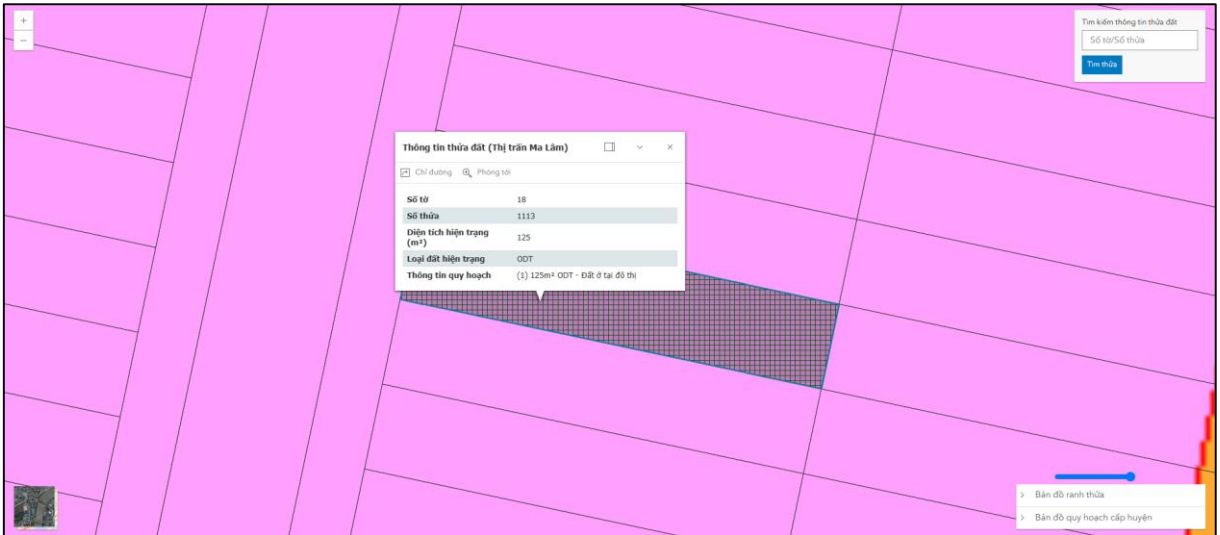 +
−
Tìm kiếm thông tin thửa đất
Số tờ/Số thửa
Tìm thửa
Thông tin thửa đất (Thị trấn Ma Lâm)
Chỉ đường Phóng tới
Số tờ 18
Số thửa 1113
Diện tích hiện trạng
(m²) 125
Loại đất hiện trạng ODT
Thông tin quy hoạch (1) 125m² ODT - Đất ở tại đô thị
Bản đồ ranh thửa
Bản đồ quy hoạch cấp huyện